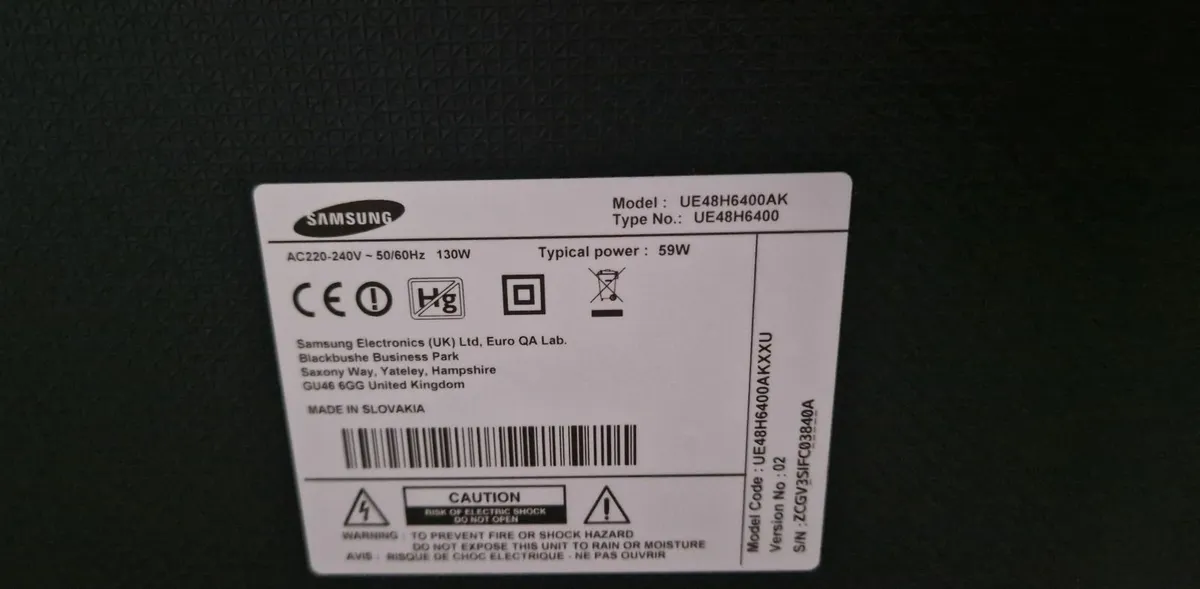 SAMSUNG
Model : UE48H6400AK
Type No.: UE48H6400
AC220-240V ~ 50/60Hz 130W
Typical power : 59W
CE
Hg
Samsung Electronics (UK) Ltd, Euro QA Lab.
Blackbushe Business Park
Saxony Way, Yateley, Hampshire
GU46 6GG United Kingdom
MADE IN SLOVAKIA
CAUTION
RISK OF ELECTRIC SHOCK
DO NOT OPEN
WARNING : TO PREVENT FIRE OR SHOCK HAZARD
DO NOT EXPOSE THIS UNIT TO RAIN OR MOISTURE
AVIS : RISQUE DE CHOC ELECTRIQUE - NE PAS OUVRIR
Model Code : UE48H6400AKXXU
Version No : 02
S/N : ZCGV3SIFC03840A